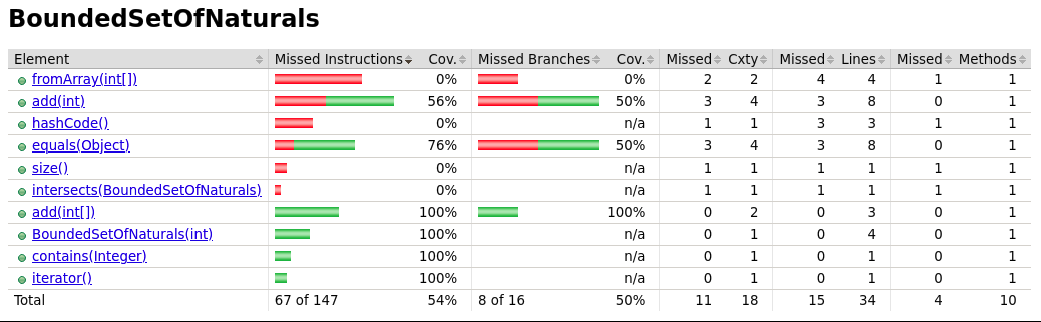 BoundedSetOfNaturals
Element Missed Instructions Cov. Missed Branches Cov. Missed Cxty Missed Lines Missed Methods
fromArray(int[]) 0% 0% 2 2 4 4 1 1
add(int) 56% 50% 3 4 3 8 0 1
hashCode() 0% n/a 1 1 3 3 1 1
equals(Object) 76% 50% 3 4 3 8 0 1
size() 0% n/a 1 1 1 1 1 1
intersects(BoundedSetOfNaturals) 0% n/a 1 1 1 1 1 1
add(int[]) 100% 100% 0 2 0 3 0 1
BoundedSetOfNaturals(int) 100% n/a 0 1 0 4 0 1
contains(Integer) 100% n/a 0 1 0 1 0 1
iterator() 100% n/a 0 1 0 1 0 1
Total 67 of 147 54% 8 of 16 50% 11 18 15 34 4 10